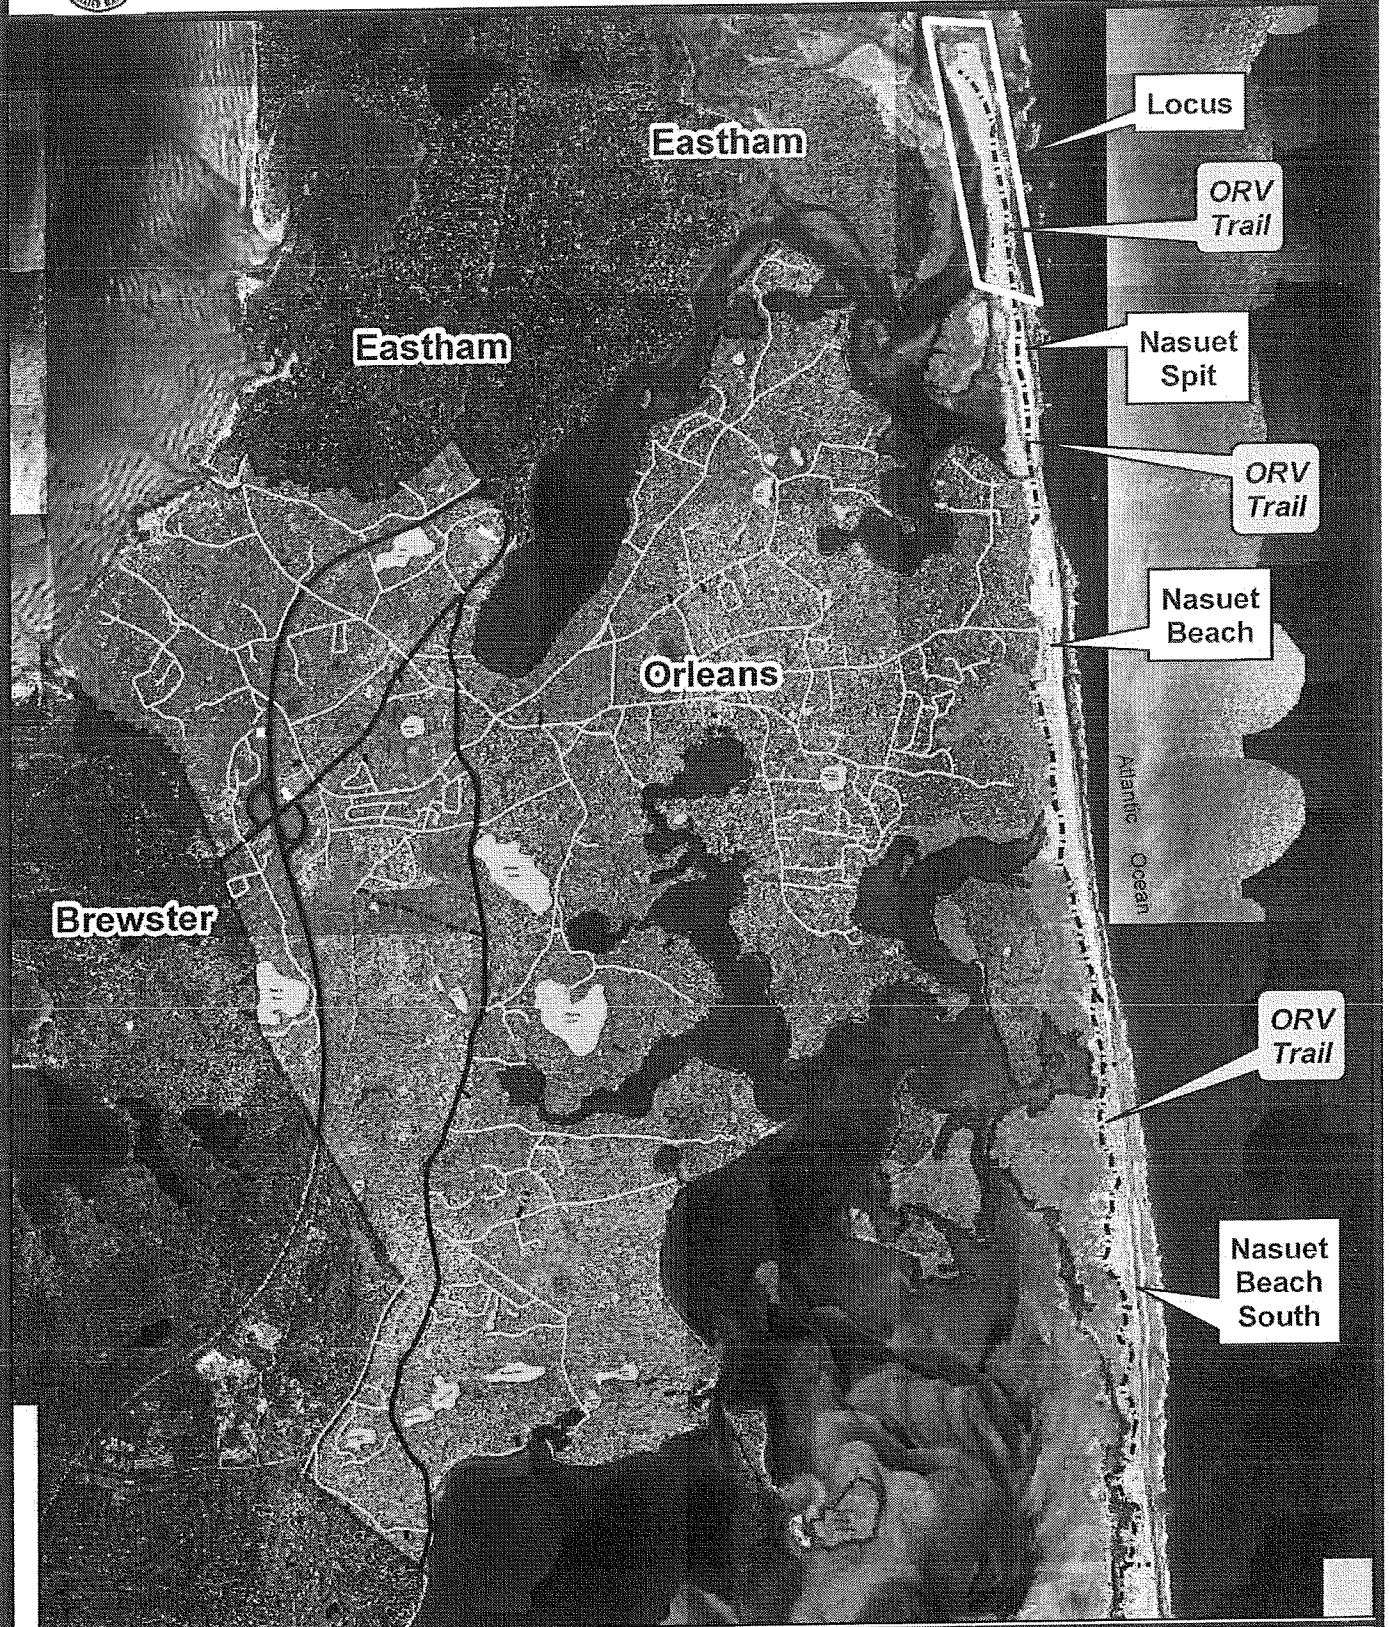 Locus
Eastham
ORV
Trail
Eastham
Nasuet
Spit
ORV
Trail
Nasuet
Beach
Orleans
Atlantic Ocean
Brewster
ORV
Trail
Nasuet
Beach
South